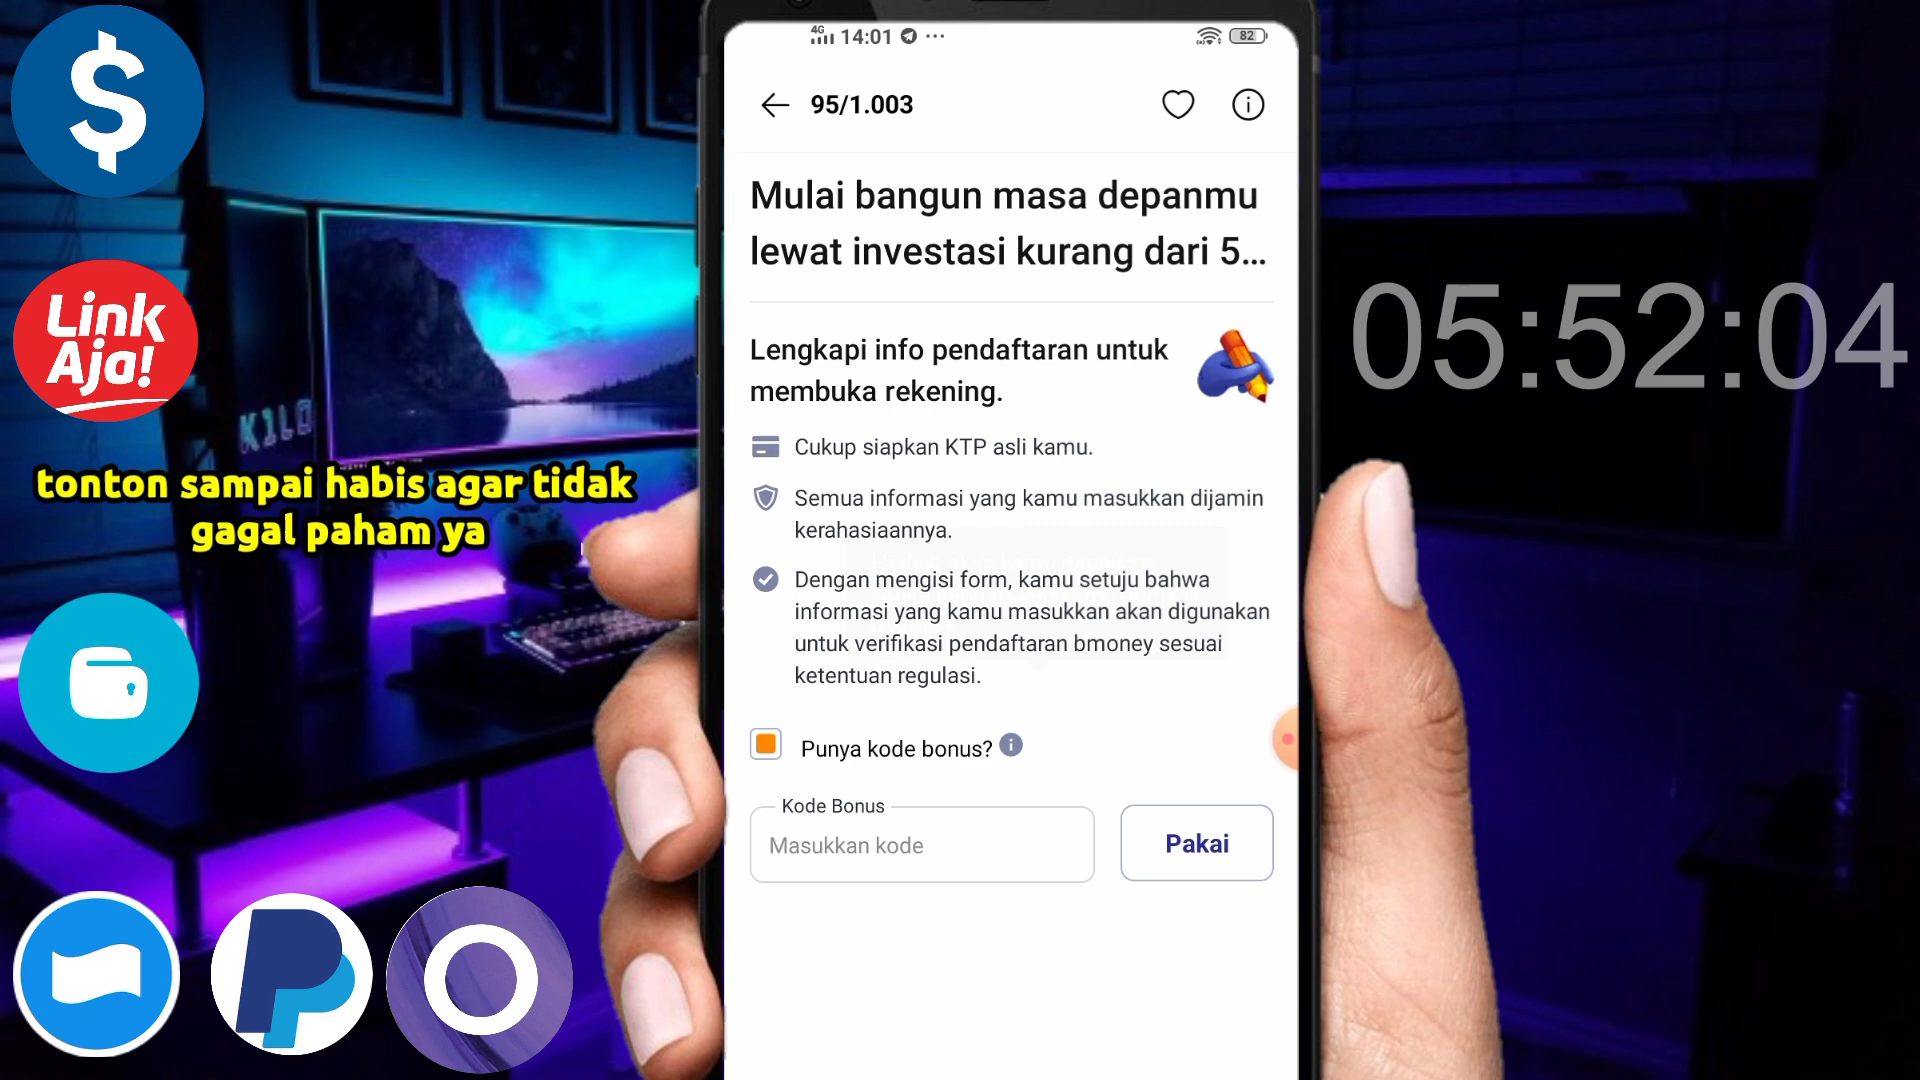 4G
14:01
82
95/1.003
Mulai bangun masa depanmu
lewat investasi kurang dari 5...
Lengkapi info pendaftaran untuk
membuka rekening.
Cukup siapkan KTP asli kamu.
Semua informasi yang kamu masukkan dijamin
kerahasiaannya.
Dengan mengisi form, kamu setuju bahwa
informasi yang kamu masukkan akan digunakan
untuk verifikasi pendaftaran bmoney sesuai
ketentuan regulasi.
Punya kode bonus?
Kode Bonus
Masukkan kode
Pakai
Link
Aja!
K1LO
tonton sampai habis agar tidak
gagal paham ya
05:52:04